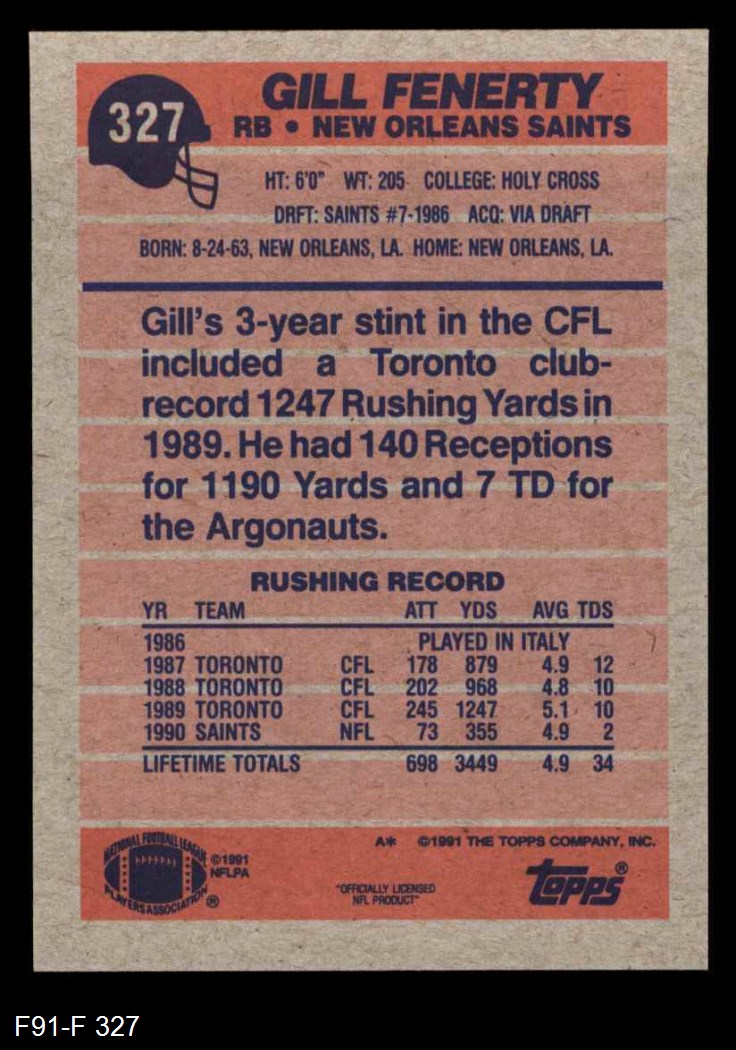 327
GILL FENERTY
RB • NEW ORLEANS SAINTS
HT: 6'0" WT: 205 COLLEGE: HOLY CROSS
DRFT: SAINTS #7-1986 ACQ: VIA DRAFT
BORN: 8-24-63, NEW ORLEANS, LA. HOME: NEW ORLEANS, LA.
Gill's 3-year stint in the CFL
included a Toronto club-
record 1247 Rushing Yards in
1989. He had 140 Receptions
for 1190 Yards and 7 TD for
the Argonauts.
RUSHING RECORD
YR TEAM ATT YDS AVG TDS
1986 PLAYED IN ITALY
1987 TORONTO CFL 178 879 4.9 12
1988 TORONTO CFL 202 968 4.8 10
1989 TORONTO CFL 245 1247 5.1 10
1990 SAINTS NFL 73 355 4.9 2
LIFETIME TOTALS 698 3449 4.9 34
A* ©1991 THE TOPPS COMPANY, INC.
NATIONAL FOOTBALL LEAGUE
PLAYERS ASSOCIATION ®
©1991
NFLPA
"OFFICIALLY LICENSED
NFL PRODUCT"
topps®
F91-F 327